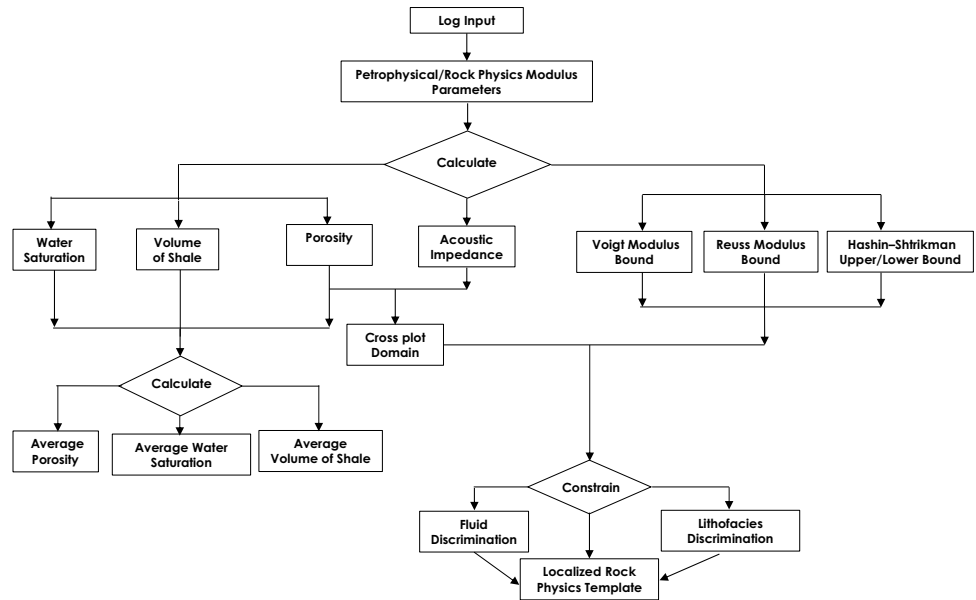 Log Input
Petrophysical/Rock Physics Modulus
Parameters
Calculate
Water
Saturation
Volume
of Shale
Porosity
Acoustic
Impedance
Voigt Modulus
Bound
Reuss Modulus
Bound
Hashin–Shtrikman
Upper/Lower Bound
Cross plot
Domain
Calculate
Average
Porosity
Average Water
Saturation
Average
Volume of Shale
Constrain
Fluid
Discrimination
Lithofacies
Discrimination
Localized Rock
Physics Template